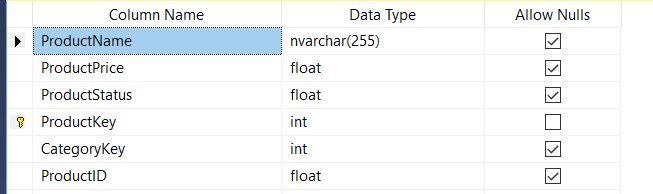 Column Name Data Type Allow Nulls
ProductName nvarchar(255)
ProductPrice float
ProductStatus float
ProductKey int
CategoryKey int
ProductID float